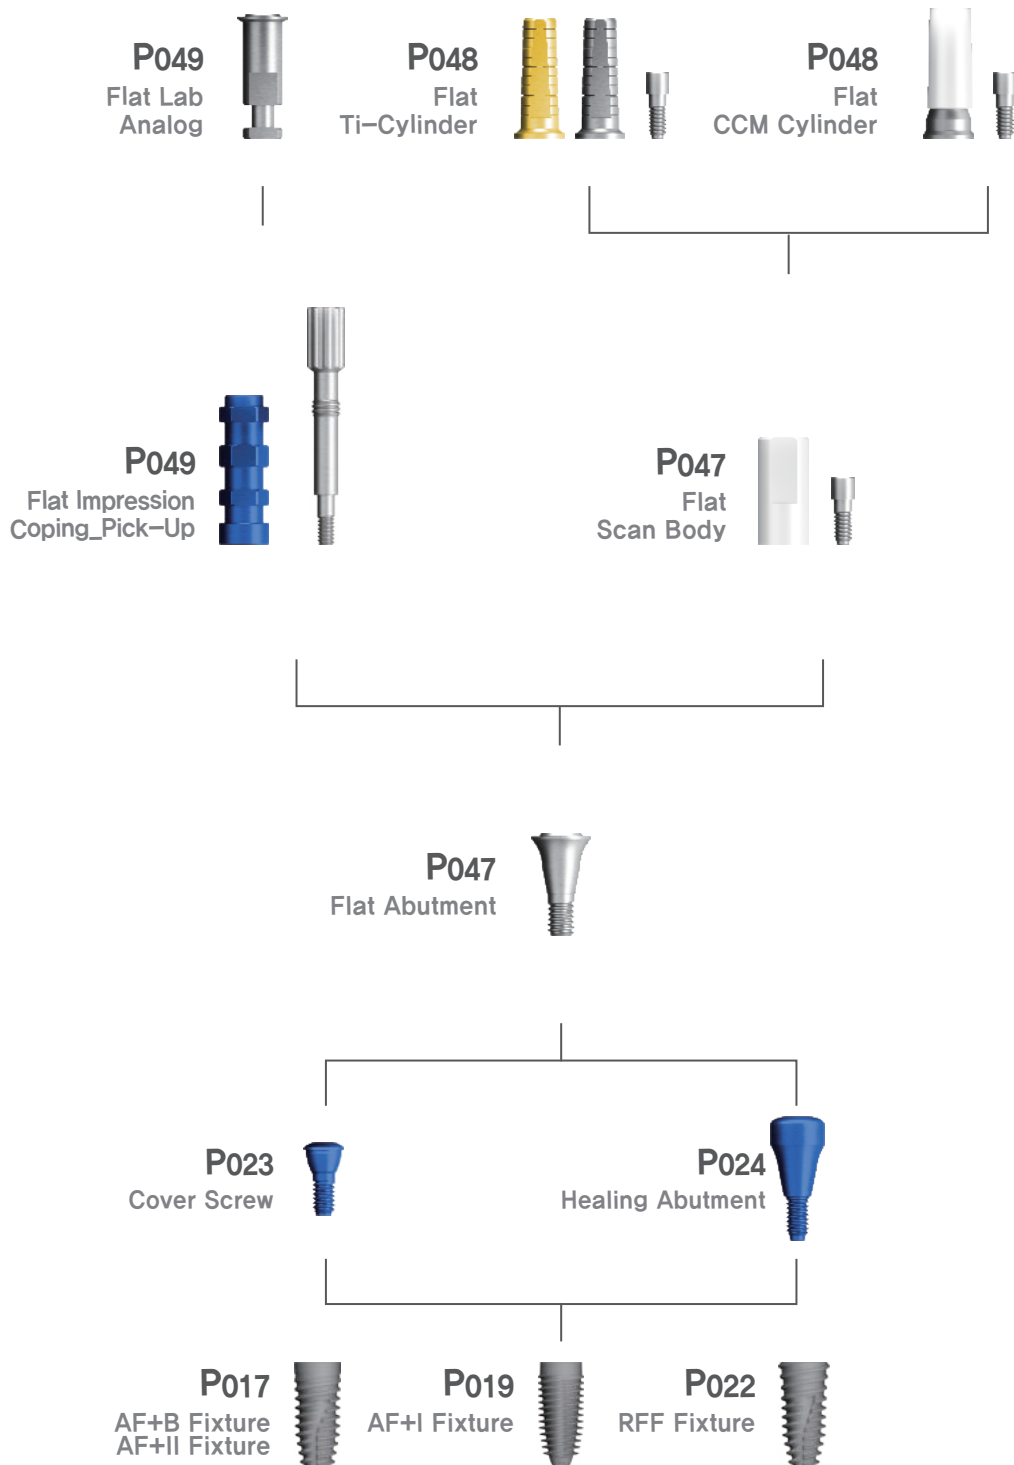 P049
Flat Lab
Analog
P048
Flat
Ti-Cylinder
P048
Flat
CCM Cylinder
P049
Flat Impression
Coping_Pick-Up
P047
Flat
Scan Body
P047
Flat Abutment
P023
Cover Screw
P024
Healing Abutment
P017
AF+B Fixture
AF+II Fixture
P019
AF+I Fixture
P022
RFF Fixture